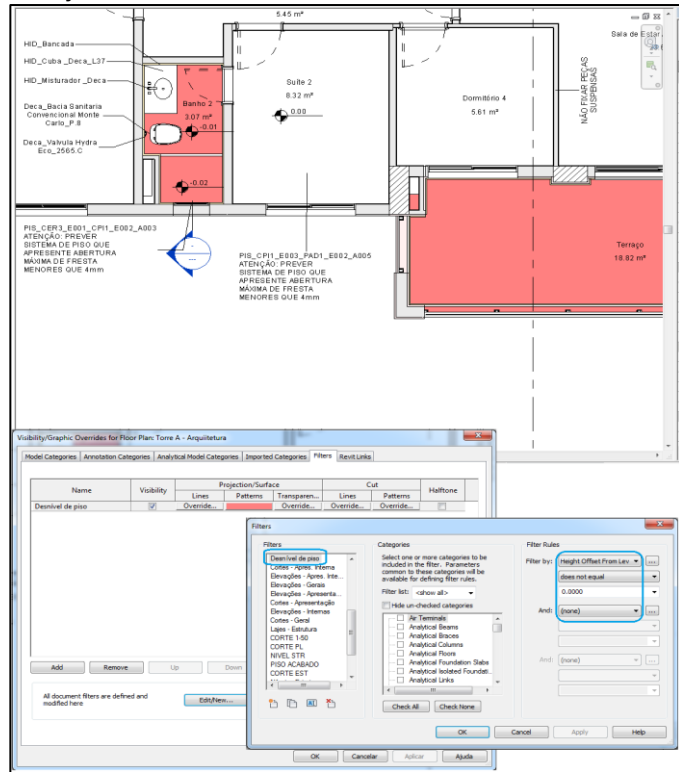 5.45 m²
Sala de Estar
HID_Bancada
HID_Cuba _Deca_L37
HID_Misturador _Deca
Deca_Bacia Sanitaria
Convencional Monte
Carlo_P.8
Deca_Valvula Hydra
Eco_2565.C
Banho 2
3.07 m²
-0.01
-0.02
Suíte 2
8.32 m²
0.00
Dormitório 4
5.61 m²
NÃO FIXAR PEÇAS
SUSPENSAS
Terraço
18.82 m²
PIS_CER3_E001_CPI1_E002_A003
ATENÇÃO: PREVER
SISTEMA DE PISO QUE
APRESENTE ABERTURA
MÁXIMA DE FRESTA
MENORES QUE 4mm
PIS_CPI1_E003_PAD1_E002_A005
ATENÇÃO: PREVER
SISTEMA DE PISO QUE
APRESENTE ABERTURA
MÁXIMA DE FRESTA
MENORES QUE 4mm
Visibility/Graphic Overrides for Floor Plan: Torre A - Arquitetura
Model Categories Annotation Categories Analytical Model Categories Imported Categories Filters Revit Links
Name Visibility Projection/Surface Cut Halftone
Lines Patterns Transparen... Lines Patterns
Desnível de piso Override... Override... Override... Override...
Add Remove Up Down
All document filters are defined and
modified here
Edit/New...
OK Cancelar Aplicar Ajuda
Filters
Filters
Desnível de piso
Cortes - Apres. Interna
Elevações - Apres. Inte...
Elevações - Gerais
Elevações - Apresenta...
Cortes - Apresentação
Elevações - Internas
Cortes - Geral
Lajes - Estrutura
CORTE 1-50
CORTE PL
NIVEL STR
PISO ACABADO
CORTE EST
Categories
Select one or more categories to be
included in the filter. Parameters
common to these categories will be
available for defining filter rules.
Filter list: <show all>
Hide un-checked categories
Air Terminals
Analytical Beams
Analytical Braces
Analytical Columns
Analytical Floors
Analytical Foundation Slabs
Analytical Isolated Foundati...
Analytical Links
Check All Check None
Filter Rules
Filter by: Height Offset From Lev ...
does not equal
0.0000
And: (none) ...
And: (none) ...
OK Cancel Apply Help